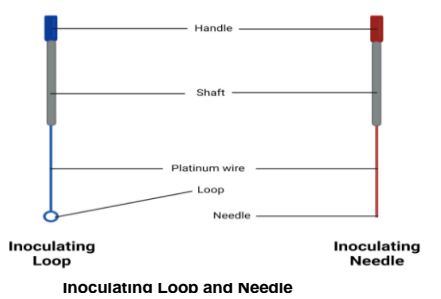 Handle
Shaft
Platinum wire
Loop
Needle
Inoculating
Loop
Inoculating
Needle
Inoculating Loop and Needle